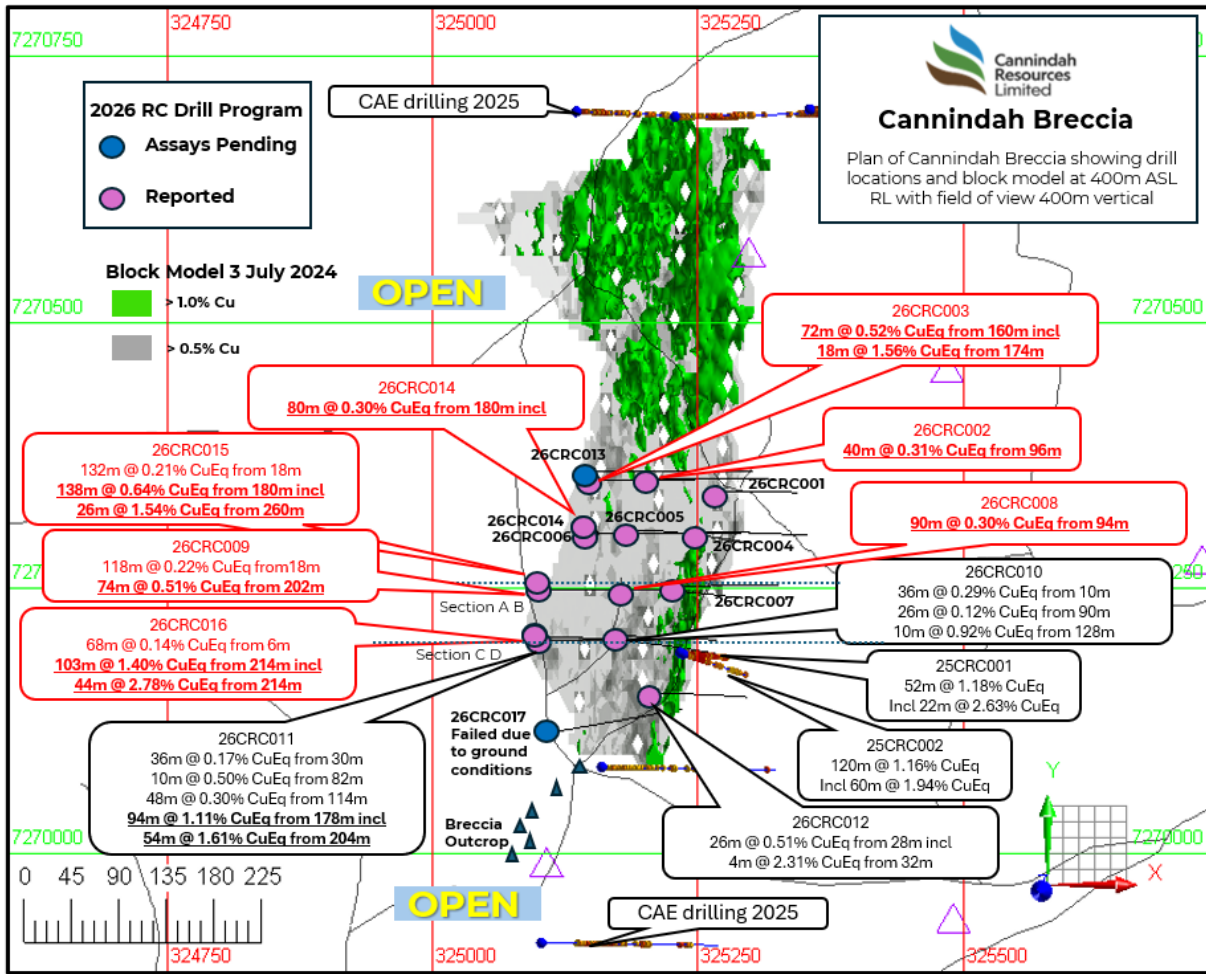 324750
325000
325250
7270750
Cannindah
Resources
Limited
Cannindah Breccia
Plan of Cannindah Breccia showing drill
locations and block model at 400m ASL
RL with field of view 400m vertical
2026 RC Drill Program
Assays Pending
Reported
CAE drilling 2025
Block Model 3 July 2024
> 1.0% Cu
> 0.5% Cu
OPEN
7270500
7270500
26CRC003
72m @ 0.52% CuEq from 160m incl
18m @ 1.56% CuEq from 174m
26CRC014
80m @ 0.30% CuEq from 180m incl
26CRC002
40m @ 0.31% CuEq from 96m
26CRC015
132m @ 0.21% CuEq from 18m
138m @ 0.64% CuEq from 180m incl
26m @ 1.54% CuEq from 260m
26CRC013
26CRC001
26CRC008
90m @ 0.30% CuEq from 94m
26CRC014
26CRC005
26CRC006
26CRC004
26CRC009
118m @ 0.22% CuEq from18m
74m @ 0.51% CuEq from 202m
Section A B
26CRC007
26CRC010
36m @ 0.29% CuEq from 10m
26m @ 0.12% CuEq from 90m
10m @ 0.92% CuEq from 128m
26CRC016
68m @ 0.14% CuEq from 6m
103m @ 1.40% CuEq from 214m incl
44m @ 2.78% CuEq from 214m
Section C D
25CRC001
52m @ 1.18% CuEq
Incl 22m @ 2.63% CuEq
26CRC011
36m @ 0.17% CuEq from 30m
10m @ 0.50% CuEq from 82m
48m @ 0.30% CuEq from 114m
94m @ 1.11% CuEq from 178m incl
54m @ 1.61% CuEq from 204m
26CRC017
Failed due
to ground
conditions
25CRC002
120m @ 1.16% CuEq
Incl 60m @ 1.94% CuEq
26CRC012
26m @ 0.51% CuEq from 28m incl
4m @ 2.31% CuEq from 32m
Breccia
Outcrop
7270000
7270000
Y
X
0 45 90 135 180 225
OPEN
CAE drilling 2025
324750
325000
325250
325500